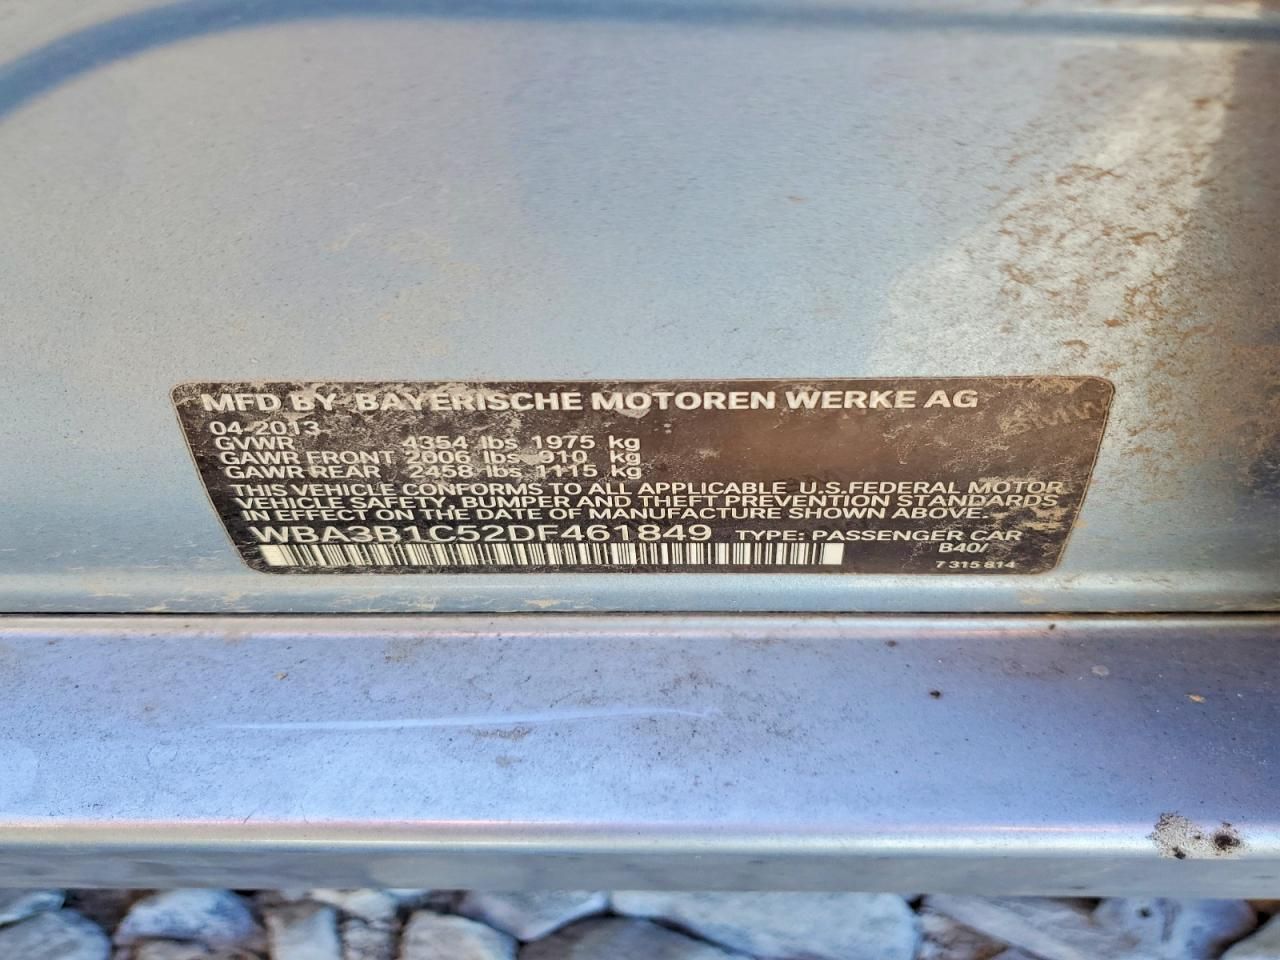 MFD BY BAYERISCHE MOTOREN WERKE AG
BMW
04-2013
GVWR 4354 lbs 1975 kg
GAWR FRONT 2006 lbs 910 kg
GAWR REAR 2458 lbs 1115 kg
THIS VEHICLE CONFORMS TO ALL APPLICABLE U.S. FEDERAL MOTOR
VEHICLE SAFETY, BUMPER AND THEFT PREVENTION STANDARDS
IN EFFECT ON THE DATE OF MANUFACTURE SHOWN ABOVE.
WBA3B1C52DF461849 TYPE: PASSENGER CAR
B40/
7 315 814